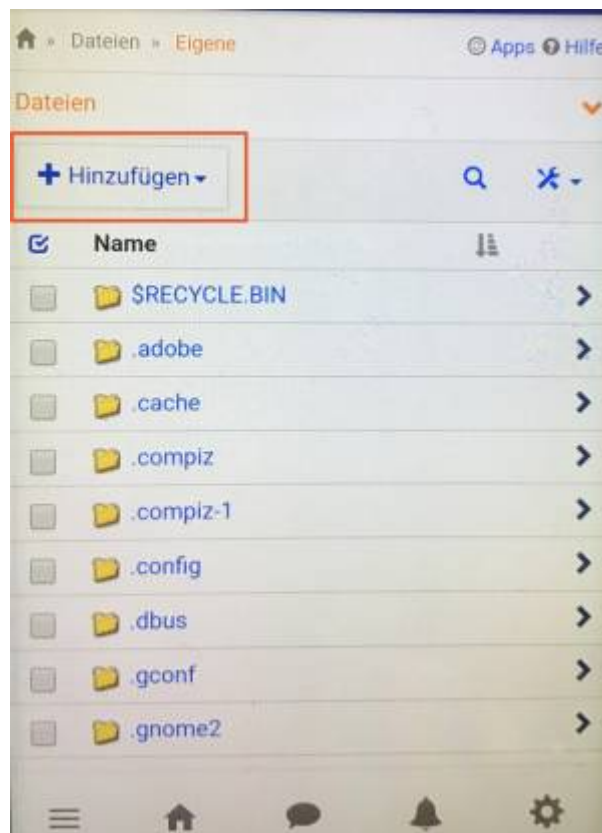 » Dateien » Eigene Apps Hilfe
Dateien
Hinzufügen
Name
$RECYCLE.BIN
.adobe
.cache
.compiz
.compiz-1
.config
.dbus
.gconf
.gnome2